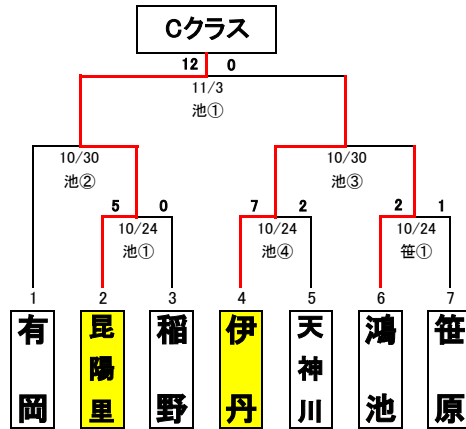 Cクラス
12 0
11/3
池①
10/30 10/30
池② 池③
5 0 7 2 2 1
10/24 10/24 10/24
池① 池④ 笹①
1 2 3 4 5 6 7
有岡 昆陽里 稲野 伊丹 天神川 鴻池 笹原